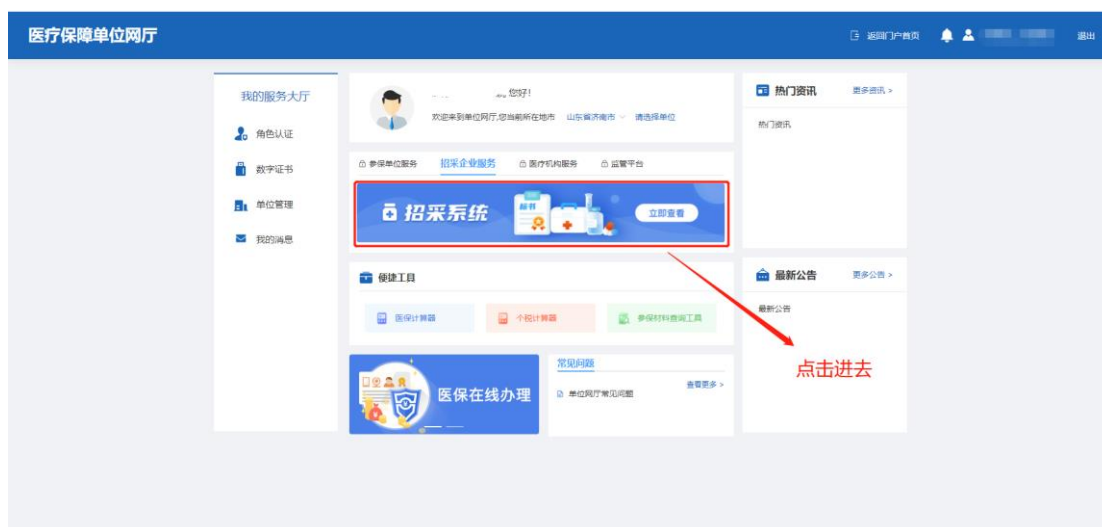 医疗保障单位网厅
返回门户首页
退出
我的服务大厅
角色认证
数字证书
单位管理
我的消息
您好！
欢迎来到单位网厅,您当前所在地市 山东省济南市 请选择单位
参保单位服务 招采企业服务 医疗机构服务 监管平台
招采系统
立即查看
便捷工具
医保计算器 个税计算器 参保材料查询工具
医保在线办理
常见问题
查看更多 >
单位网厅常见问题
热门资讯 更多资讯 >
热门资讯
最新公告 更多公告 >
最新公告
点击进去